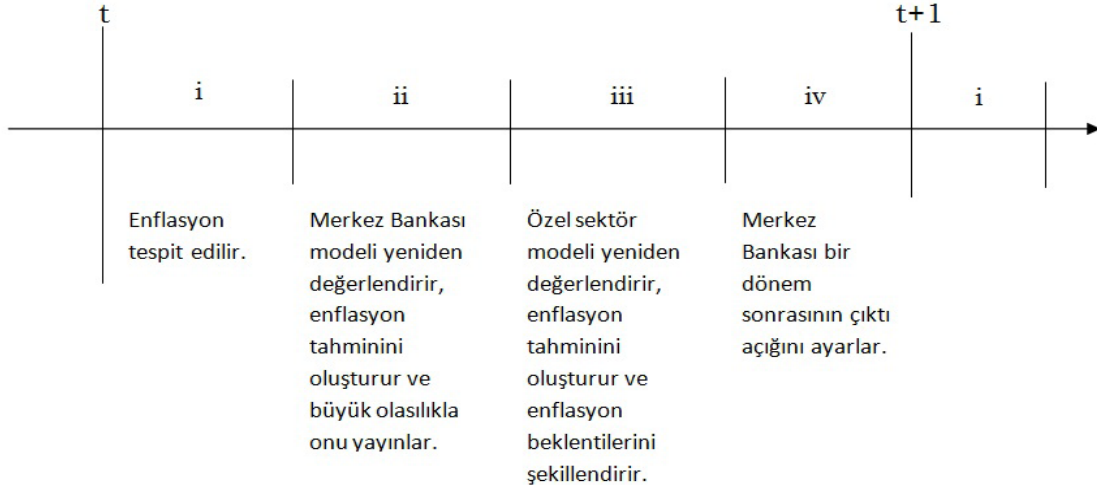 t
t+1
i
ii
iii
iv
i
Enflasyon
tespit edilir.
Merkez Bankası
modeli yeniden
değerlendirir,
enflasyon
tahminini
oluşturur ve
büyük olasılıkla
onu yayınlar.
Özel sektör
modeli yeniden
değerlendirir,
enflasyon
tahminini
oluşturur ve
enflasyon
beklentilerini
şekillendirir.
Merkez
Bankası bir
dönem
sonrasının çıktı
açığını ayarlar.